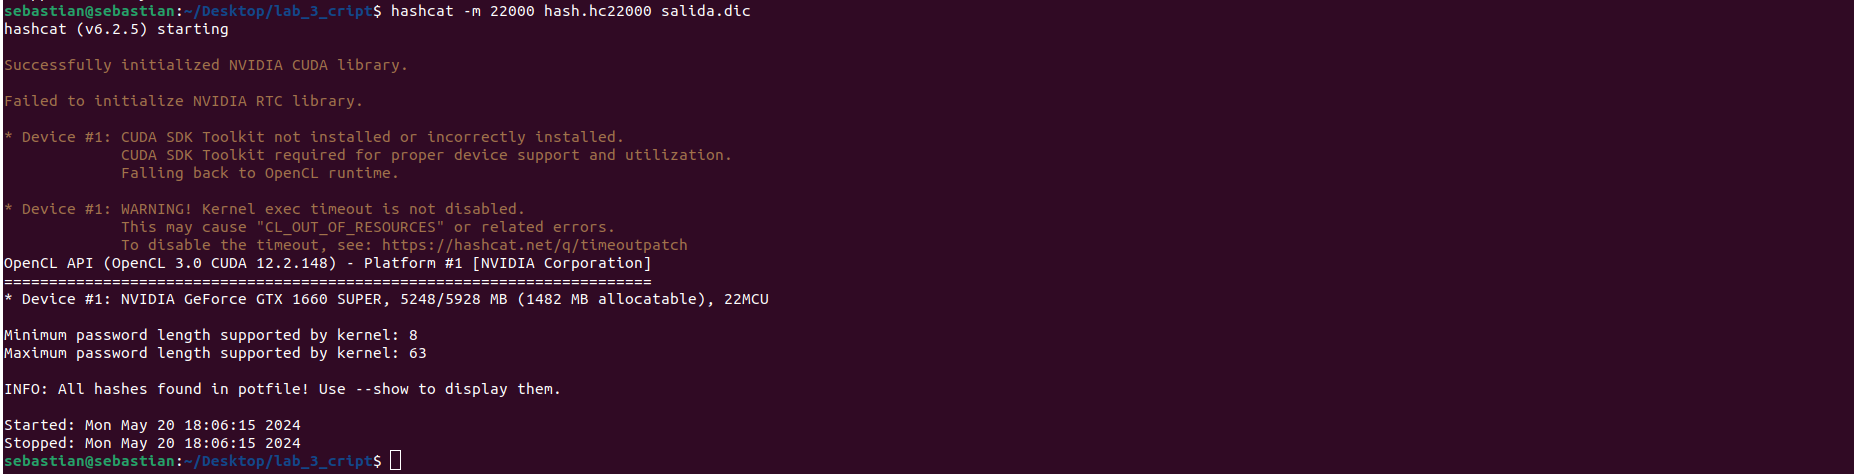 sebastian@sebastian:~/Desktop/lab_3_cript$ hashcat -m 22000 hash.hc22000 salida.dic
hashcat (v6.2.5) starting
Successfully initialized NVIDIA CUDA library.
Failed to initialize NVIDIA RTC library.
* Device #1: CUDA SDK Toolkit not installed or incorrectly installed.
CUDA SDK Toolkit required for proper device support and utilization.
Falling back to OpenCL runtime.
* Device #1: WARNING! Kernel exec timeout is not disabled.
This may cause "CL_OUT_OF_RESOURCES" or related errors.
To disable the timeout, see: https://hashcat.net/q/timeoutpatch
OpenCL API (OpenCL 3.0 CUDA 12.2.148) - Platform #1 [NVIDIA Corporation]
========================================================================
* Device #1: NVIDIA GeForce GTX 1660 SUPER, 5248/5928 MB (1482 MB allocatable), 22MCU
Minimum password length supported by kernel: 8
Maximum password length supported by kernel: 63
INFO: All hashes found in potfile! Use --show to display them.
Started: Mon May 20 18:06:15 2024
Stopped: Mon May 20 18:06:15 2024
sebastian@sebastian:~/Desktop/lab_3_cript$